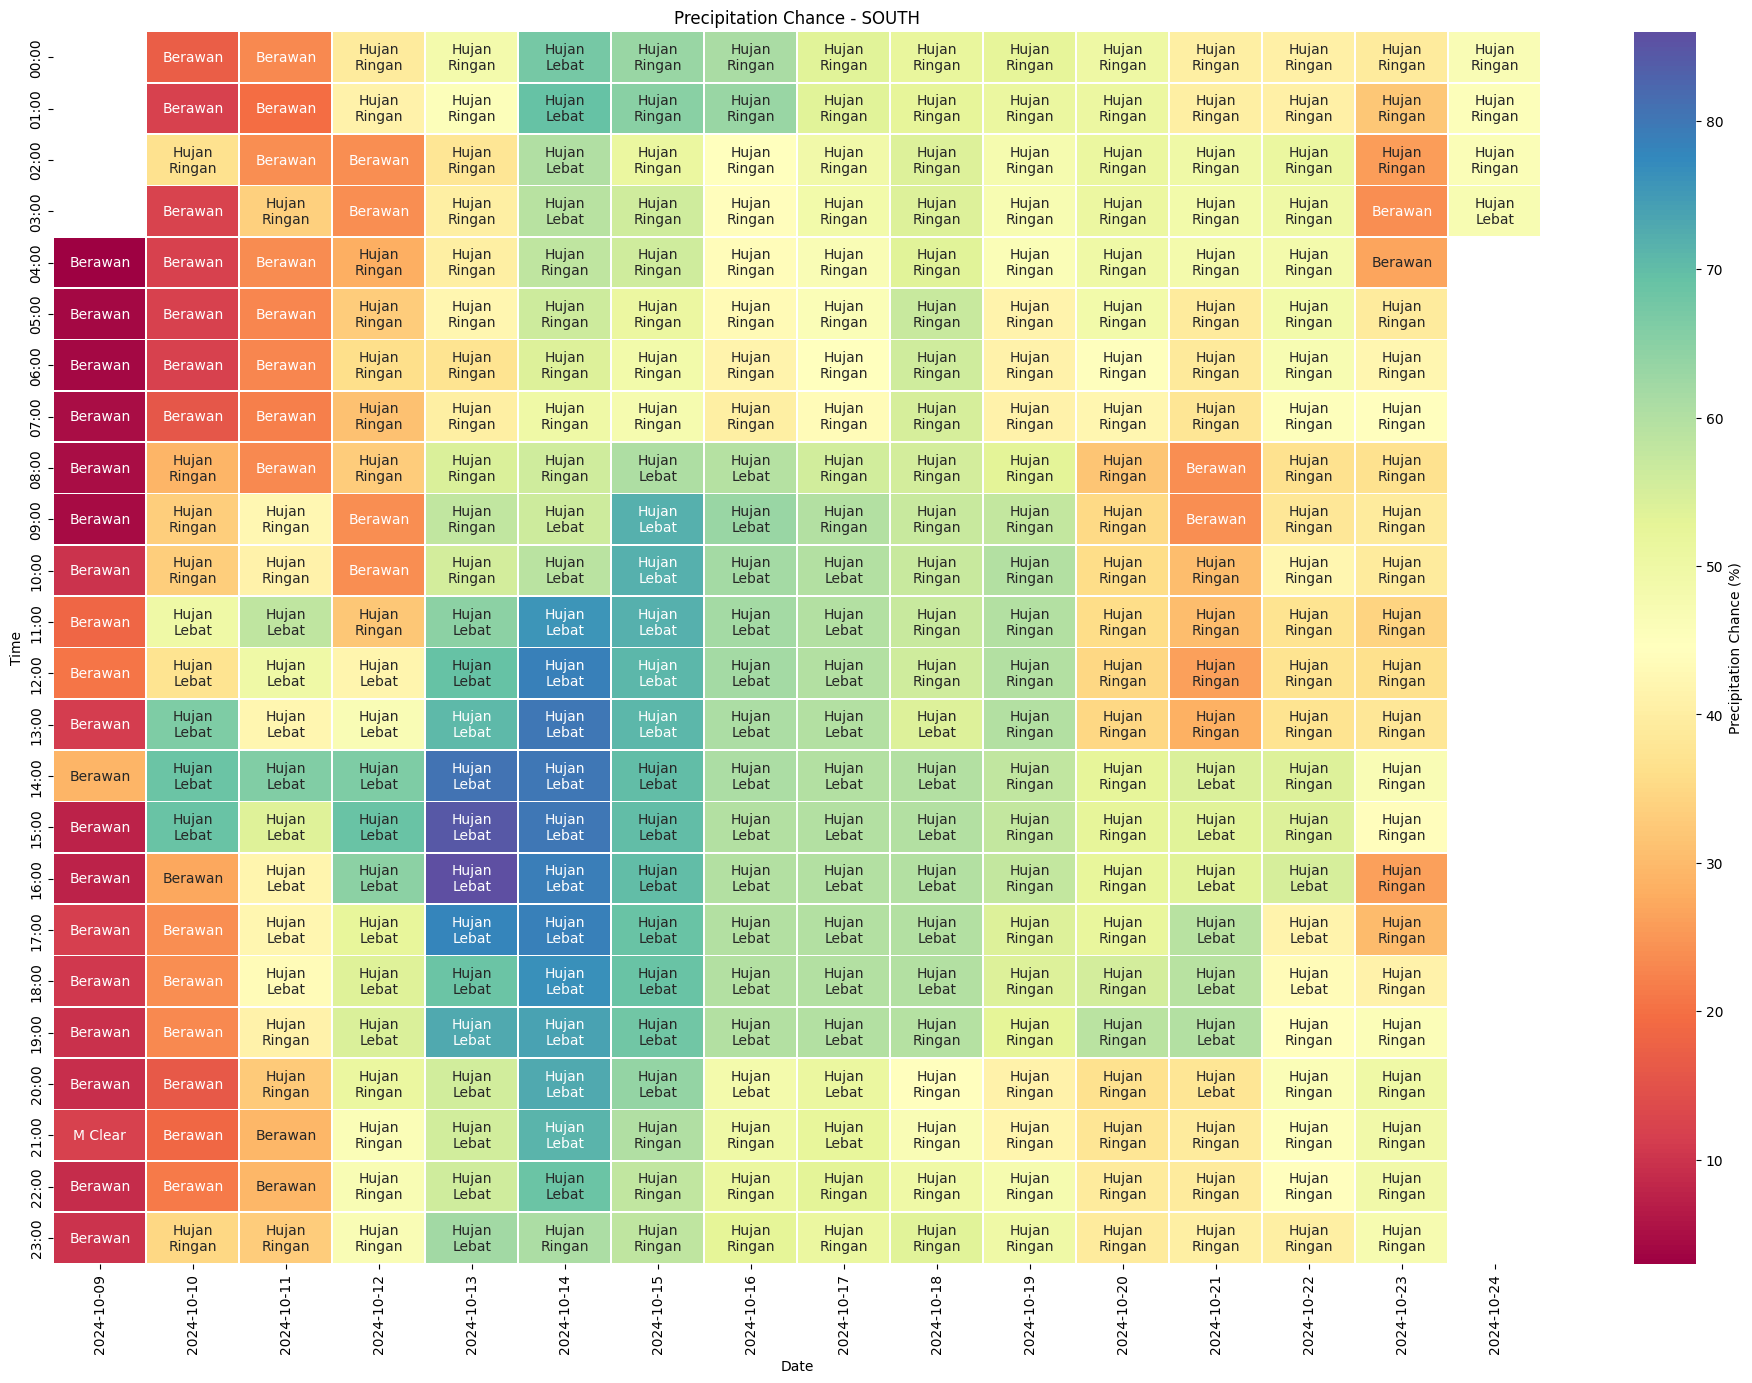 Precipitation Chance - SOUTH
00:00 Berawan Berawan Hujan Ringan Hujan Ringan Hujan Lebat Hujan Ringan Hujan Ringan Hujan Ringan Hujan Ringan Hujan Ringan Hujan Ringan Hujan Ringan Hujan Ringan Hujan Ringan Hujan Ringan
01:00 Berawan Berawan Hujan Ringan Hujan Ringan Hujan Lebat Hujan Ringan Hujan Ringan Hujan Ringan Hujan Ringan Hujan Ringan Hujan Ringan Hujan Ringan Hujan Ringan Hujan Ringan Hujan Ringan
02:00 Hujan Ringan Berawan Berawan Hujan Ringan Hujan Lebat Hujan Ringan Hujan Ringan Hujan Ringan Hujan Ringan Hujan Ringan Hujan Ringan Hujan Ringan Hujan Ringan Hujan Ringan Hujan Ringan
03:00 Berawan Hujan Ringan Berawan Hujan Ringan Hujan Lebat Hujan Ringan Hujan Ringan Hujan Ringan Hujan Ringan Hujan Ringan Hujan Ringan Hujan Ringan Hujan Ringan Berawan Hujan Lebat
04:00 Berawan Berawan Berawan Hujan Ringan Hujan Ringan Hujan Ringan Hujan Ringan Hujan Ringan Hujan Ringan Hujan Ringan Hujan Ringan Hujan Ringan Hujan Ringan Hujan Ringan Berawan
05:00 Berawan Berawan Berawan Hujan Ringan Hujan Ringan Hujan Ringan Hujan Ringan Hujan Ringan Hujan Ringan Hujan Ringan Hujan Ringan Hujan Ringan Hujan Ringan Hujan Ringan Hujan Ringan
06:00 Berawan Berawan Berawan Hujan Ringan Hujan Ringan Hujan Ringan Hujan Ringan Hujan Ringan Hujan Ringan Hujan Ringan Hujan Ringan Hujan Ringan Hujan Ringan Hujan Ringan Hujan Ringan
07:00 Berawan Berawan Berawan Hujan Ringan Hujan Ringan Hujan Ringan Hujan Ringan Hujan Ringan Hujan Ringan Hujan Ringan Hujan Ringan Hujan Ringan Hujan Ringan Hujan Ringan Hujan Ringan
08:00 Berawan Hujan Ringan Berawan Hujan Ringan Hujan Ringan Hujan Ringan Hujan Lebat Hujan Lebat Hujan Ringan Hujan Ringan Hujan Ringan Hujan Ringan Berawan Hujan Ringan Hujan Ringan
09:00 Berawan Hujan Ringan Hujan Ringan Berawan Hujan Ringan Hujan Lebat Hujan Lebat Hujan Lebat Hujan Ringan Hujan Ringan Hujan Ringan Hujan Ringan Berawan Hujan Ringan Hujan Ringan
10:00 Berawan Hujan Ringan Hujan Ringan Berawan Hujan Ringan Hujan Lebat Hujan Lebat Hujan Lebat Hujan Lebat Hujan Ringan Hujan Ringan Hujan Ringan Hujan Ringan Hujan Ringan Hujan Ringan
11:00 Berawan Hujan Lebat Hujan Lebat Hujan Ringan Hujan Lebat Hujan Lebat Hujan Lebat Hujan Lebat Hujan Lebat Hujan Ringan Hujan Ringan Hujan Ringan Hujan Ringan Hujan Ringan Hujan Ringan
12:00 Berawan Hujan Lebat Hujan Lebat Hujan Lebat Hujan Lebat Hujan Lebat Hujan Lebat Hujan Lebat Hujan Lebat Hujan Ringan Hujan Ringan Hujan Ringan Hujan Ringan Hujan Ringan Hujan Ringan
13:00 Berawan Hujan Lebat Hujan Lebat Hujan Lebat Hujan Lebat Hujan Lebat Hujan Lebat Hujan Lebat Hujan Lebat Hujan Lebat Hujan Ringan Hujan Ringan Hujan Ringan Hujan Ringan Hujan Ringan
14:00 Berawan Hujan Lebat Hujan Lebat Hujan Lebat Hujan Lebat Hujan Lebat Hujan Lebat Hujan Lebat Hujan Lebat Hujan Lebat Hujan Ringan Hujan Ringan Hujan Lebat Hujan Ringan Hujan Ringan
15:00 Berawan Hujan Lebat Hujan Lebat Hujan Lebat Hujan Lebat Hujan Lebat Hujan Lebat Hujan Lebat Hujan Lebat Hujan Lebat Hujan Ringan Hujan Ringan Hujan Lebat Hujan Ringan Hujan Ringan
16:00 Berawan Berawan Hujan Lebat Hujan Lebat Hujan Lebat Hujan Lebat Hujan Lebat Hujan Lebat Hujan Lebat Hujan Lebat Hujan Ringan Hujan Ringan Hujan Lebat Hujan Lebat Hujan Ringan
17:00 Berawan Berawan Hujan Lebat Hujan Lebat Hujan Lebat Hujan Lebat Hujan Lebat Hujan Lebat Hujan Lebat Hujan Lebat Hujan Ringan Hujan Ringan Hujan Lebat Hujan Lebat Hujan Ringan
18:00 Berawan Berawan Hujan Lebat Hujan Lebat Hujan Lebat Hujan Lebat Hujan Lebat Hujan Lebat Hujan Lebat Hujan Lebat Hujan Ringan Hujan Ringan Hujan Lebat Hujan Lebat Hujan Ringan
19:00 Berawan Berawan Hujan Ringan Hujan Lebat Hujan Lebat Hujan Lebat Hujan Lebat Hujan Lebat Hujan Lebat Hujan Ringan Hujan Ringan Hujan Ringan Hujan Lebat Hujan Ringan Hujan Ringan
20:00 Berawan Berawan Hujan Ringan Hujan Ringan Hujan Lebat Hujan Lebat Hujan Lebat Hujan Lebat Hujan Lebat Hujan Ringan Hujan Ringan Hujan Ringan Hujan Lebat Hujan Ringan Hujan Ringan
21:00 M Clear Berawan Berawan Hujan Ringan Hujan Lebat Hujan Lebat Hujan Ringan Hujan Ringan Hujan Lebat Hujan Ringan Hujan Ringan Hujan Ringan Hujan Ringan Hujan Ringan Hujan Ringan
22:00 Berawan Berawan Berawan Hujan Ringan Hujan Lebat Hujan Lebat Hujan Ringan Hujan Ringan Hujan Ringan Hujan Ringan Hujan Ringan Hujan Ringan Hujan Ringan Hujan Ringan Hujan Ringan
23:00 Berawan Hujan Ringan Hujan Ringan Hujan Ringan Hujan Lebat Hujan Ringan Hujan Ringan Hujan Ringan Hujan Ringan Hujan Ringan Hujan Ringan Hujan Ringan Hujan Ringan Hujan Ringan Hujan Ringan
Time
2024-10-09 2024-10-10 2024-10-11 2024-10-12 2024-10-13 2024-10-14 2024-10-15 2024-10-16 2024-10-17 2024-10-18 2024-10-19 2024-10-20 2024-10-21 2024-10-22 2024-10-23 2024-10-24
Date
80
70
60
50
40
30
20
10
Precipitation Chance (%)